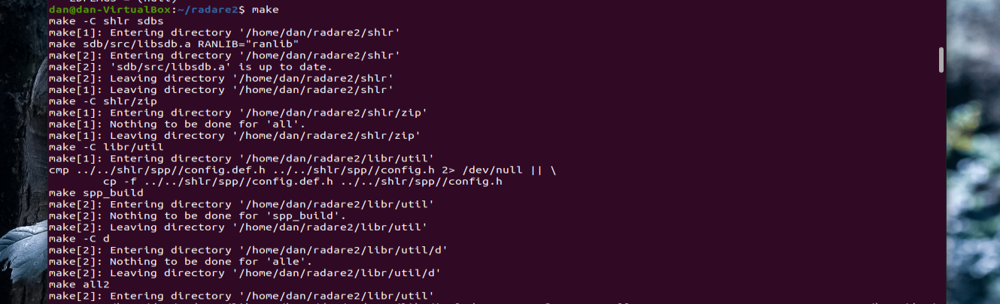 LDFLAGS = (null)
dan@dan-VirtualBox:~/radare2$ make
make -C shlr sdbs
make[1]: Entering directory '/home/dan/radare2/shlr'
make sdb/src/libsdb.a RANLIB="ranlib"
make[2]: Entering directory '/home/dan/radare2/shlr'
make[2]: 'sdb/src/libsdb.a' is up to date.
make[2]: Leaving directory '/home/dan/radare2/shlr'
make[1]: Leaving directory '/home/dan/radare2/shlr'
make -C shlr/zip
make[1]: Entering directory '/home/dan/radare2/shlr/zip'
make[1]: Nothing to be done for 'all'.
make[1]: Leaving directory '/home/dan/radare2/shlr/zip'
make -C libr/util
make[1]: Entering directory '/home/dan/radare2/libr/util'
cmp ../../shlr/spp//config.def.h ../../shlr/spp//config.h 2> /dev/null || \
cp -f ../../shlr/spp//config.def.h ../../shlr/spp//config.h
make spp_build
make[2]: Entering directory '/home/dan/radare2/libr/util'
make[2]: Nothing to be done for 'spp_build'.
make[2]: Leaving directory '/home/dan/radare2/libr/util'
make -C d
make[2]: Entering directory '/home/dan/radare2/libr/util/d'
make[2]: Nothing to be done for 'alle'.
make[2]: Leaving directory '/home/dan/radare2/libr/util/d'
make all2
make[2]: Entering directory '/home/dan/radare2/libr/util'